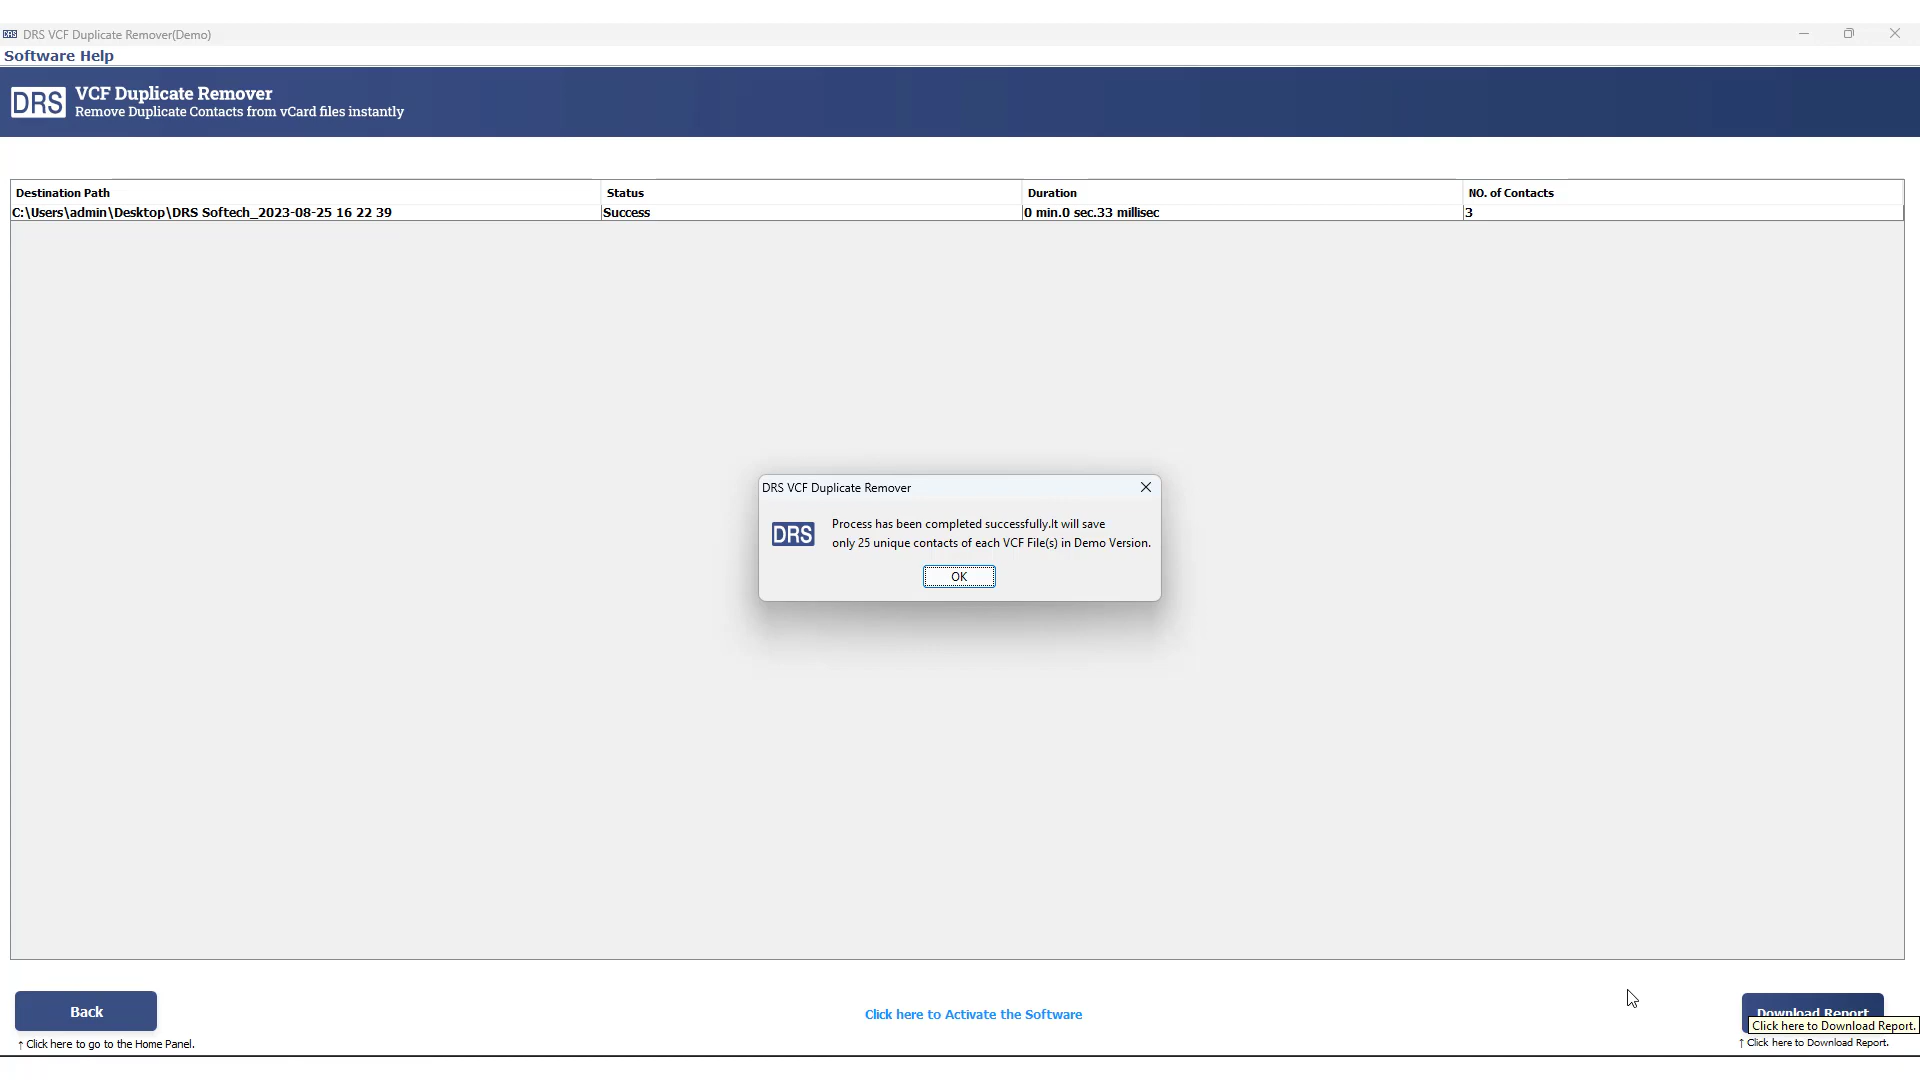 DRS DRS VCF Duplicate Remover(Demo)
Software Help
DRS VCF Duplicate Remover
Remove Duplicate Contacts from vCard files instantly
Destination Path Status Duration NO. of Contacts
C:\Users\admin\Desktop\DRS Softech_2023-08-25 16 22 39 Success 0 min.0 sec.33 millisec 3
DRS VCF Duplicate Remover
DRS
Process has been completed successfully.It will save
only 25 unique contacts of each VCF File(s) in Demo Version.
OK
Back
Click here to Activate the Software
Download Report
Click here to Download Report.
↑ Click here to go to the Home Panel.
↑ Click here to Download Report.